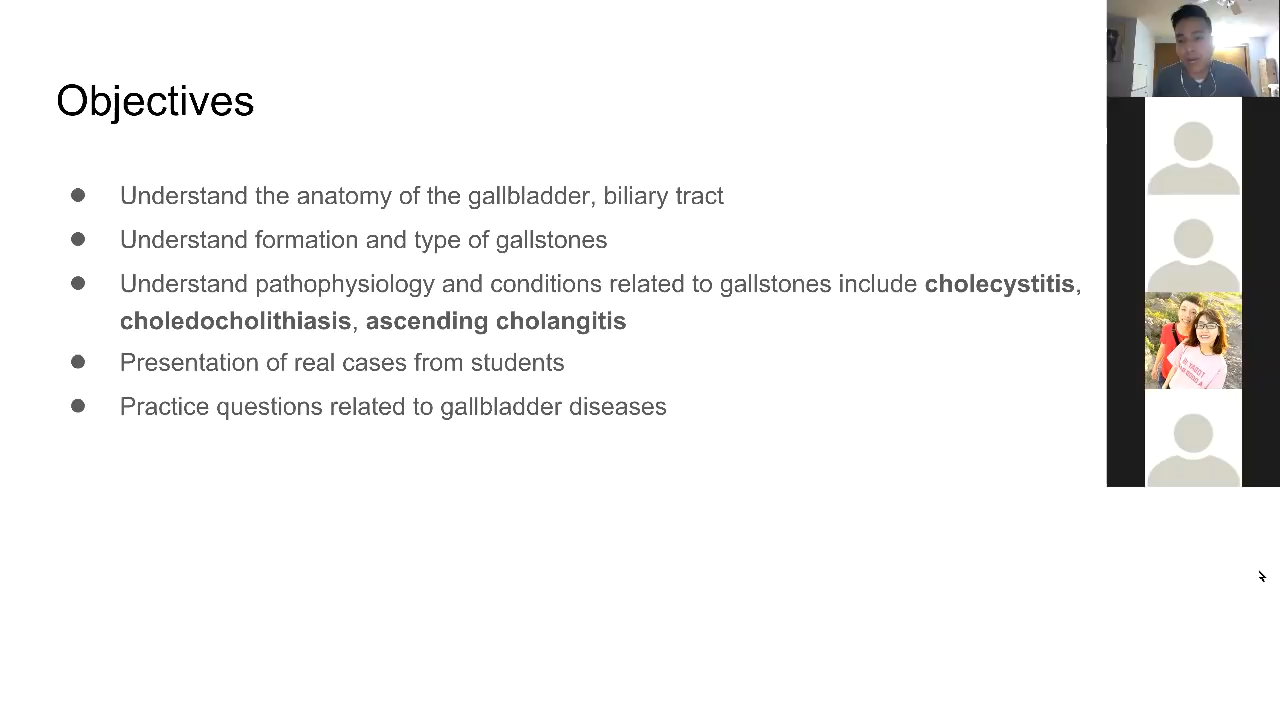 Objectives
● Understand the anatomy of the gallbladder, biliary tract
● Understand formation and type of gallstones
● Understand pathophysiology and conditions related to gallstones include cholecystitis,
choledocholithiasis, ascending cholangitis
● Presentation of real cases from students
● Practice questions related to gallbladder diseases